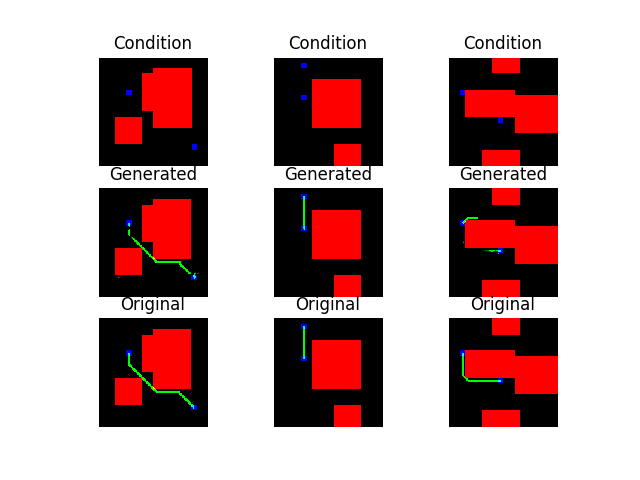 Condition Condition Condition
Generated Generated Generated
Original Original Original